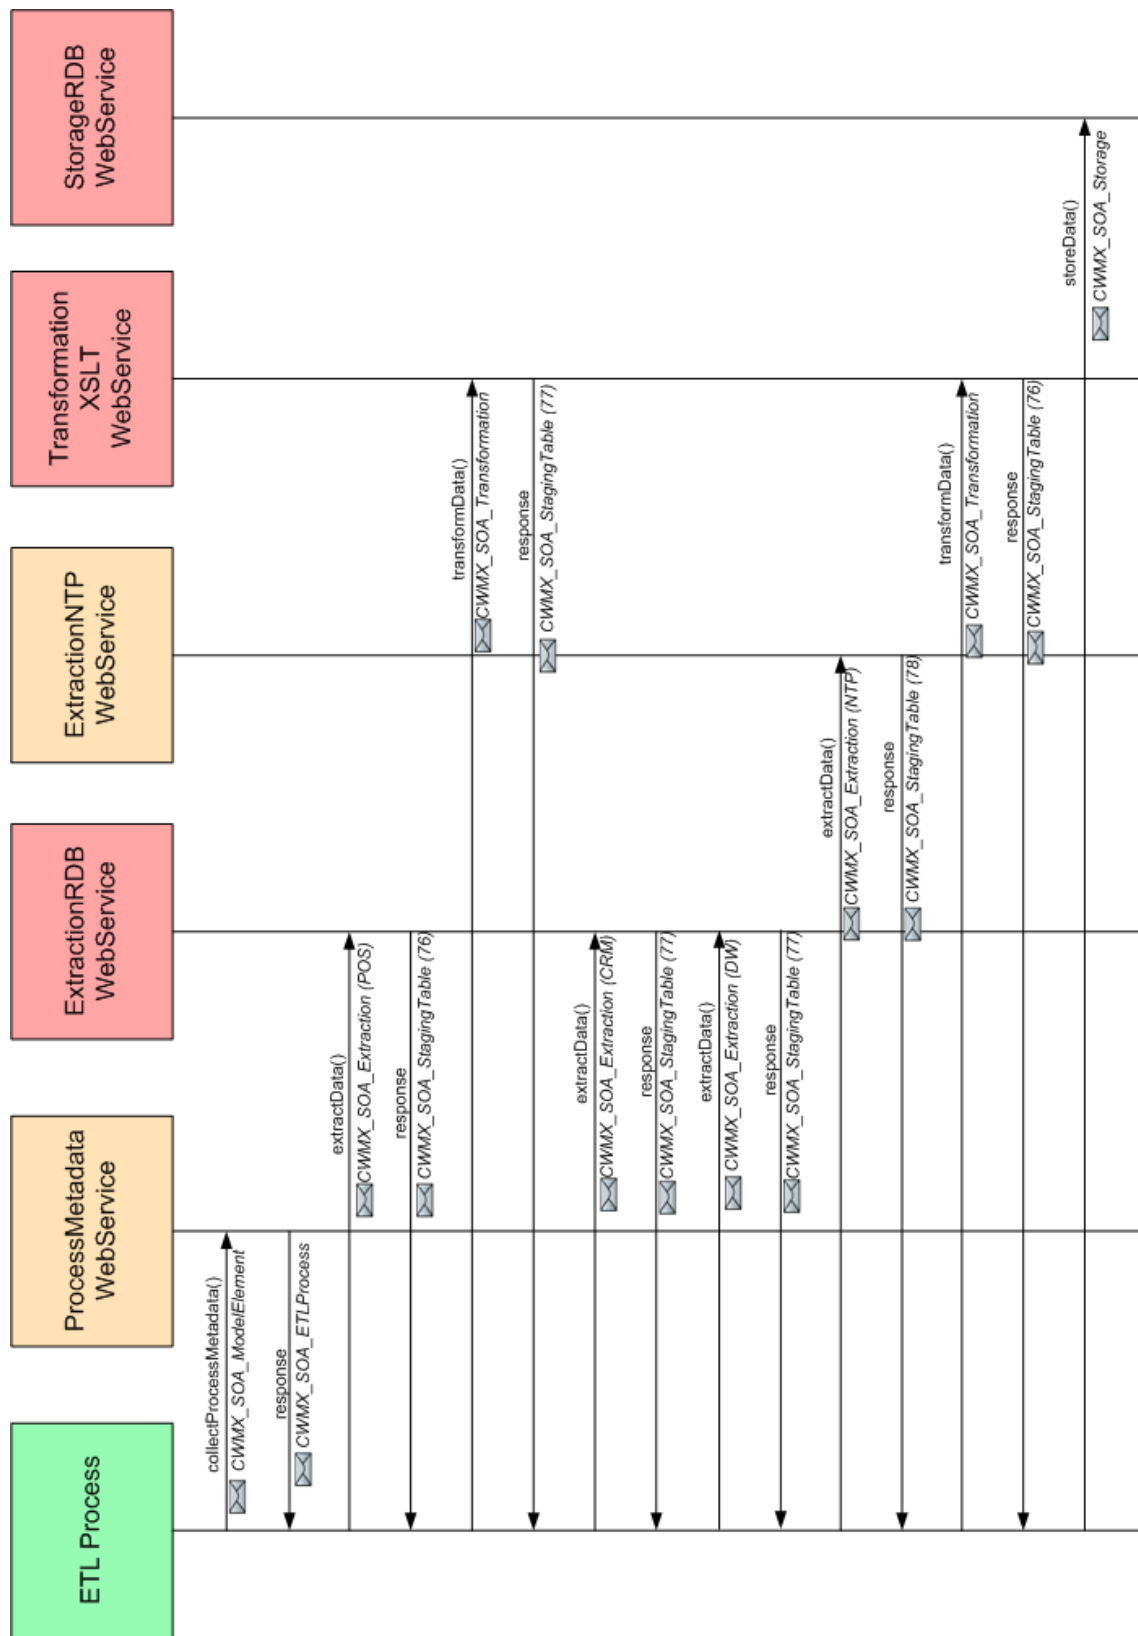 ETL Process
ProcessMetadata
WebService
ExtractionRDB
WebService
ExtractionNTP
WebService
Transformation
XSLT
WebService
StorageRDB
WebService
collectProcessMetadata()
CWMX_SOA_ModelElement
response
CWMX_SOA_ETLProcess
extractData()
CWMX_SOA_Extraction (POS)
response
CWMX_SOA_StagingTable (76)
transformData()
CWMX_SOA_Transformation
response
CWMX_SOA_StagingTable (77)
extractData()
CWMX_SOA_Extraction (CRM)
response
CWMX_SOA_StagingTable (77)
extractData()
CWMX_SOA_Extraction (DW)
response
CWMX_SOA_StagingTable (77)
extractData()
CWMX_SOA_Extraction (NTP)
response
CWMX_SOA_StagingTable (78)
transformData()
CWMX_SOA_Transformation
response
CWMX_SOA_StagingTable (76)
storeData()
CWMX_SOA_Storage